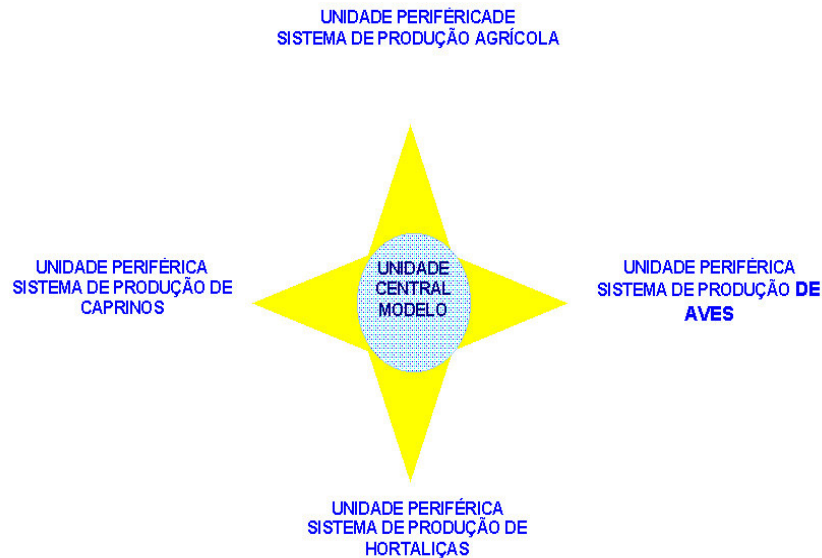 UNIDADE PERIFÉRICADE
SISTEMA DE PRODUÇÃO AGRÍCOLA
UNIDADE PERIFÉRICA
SISTEMA DE PRODUÇÃO DE
CAPRINOS
UNIDADE
CENTRAL
MODELO
UNIDADE PERIFÉRICA
SISTEMA DE PRODUÇÃO DE
AVES
UNIDADE PERIFÉRICA
SISTEMA DE PRODUÇÃO DE
HORTALIÇAS